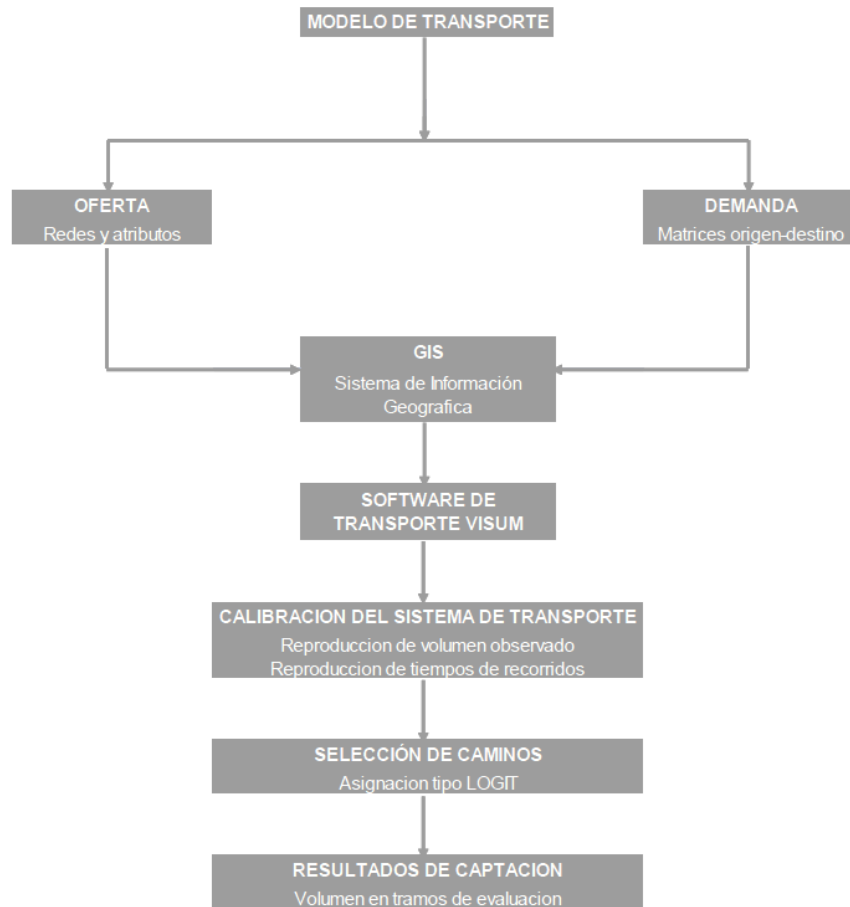 MODELO DE TRANSPORTE
OFERTA
Redes y atributos
DEMANDA
Matrices origen-destino
GIS
Sistema de Información
Geografica
SOFTWARE DE
TRANSPORTE VISUM
CALIBRACION DEL SISTEMA DE TRANSPORTE
Reproduccion de volumen observado
Reproduccion de tiempos de recorridos
SELECCIÓN DE CAMINOS
Asignacion tipo LOGIT
RESULTADOS DE CAPTACION
Volumen en tramos de evaluacion